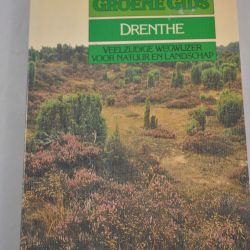 GROENE GIDS
DRENTHE
VEELZIJDIGE WEGWIJZER
VOOR NATUUR EN LANDSCHAP